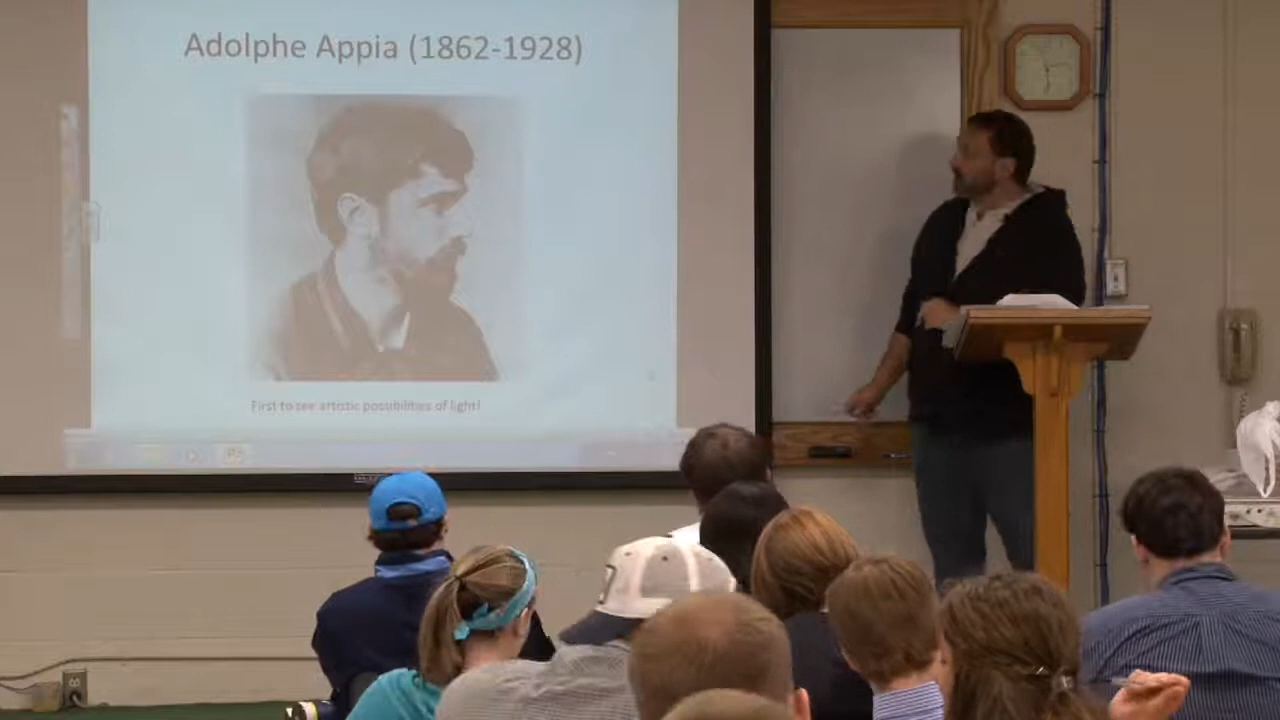 Adolphe Appia (1862-1928)
First to see artistic possibilities of light!